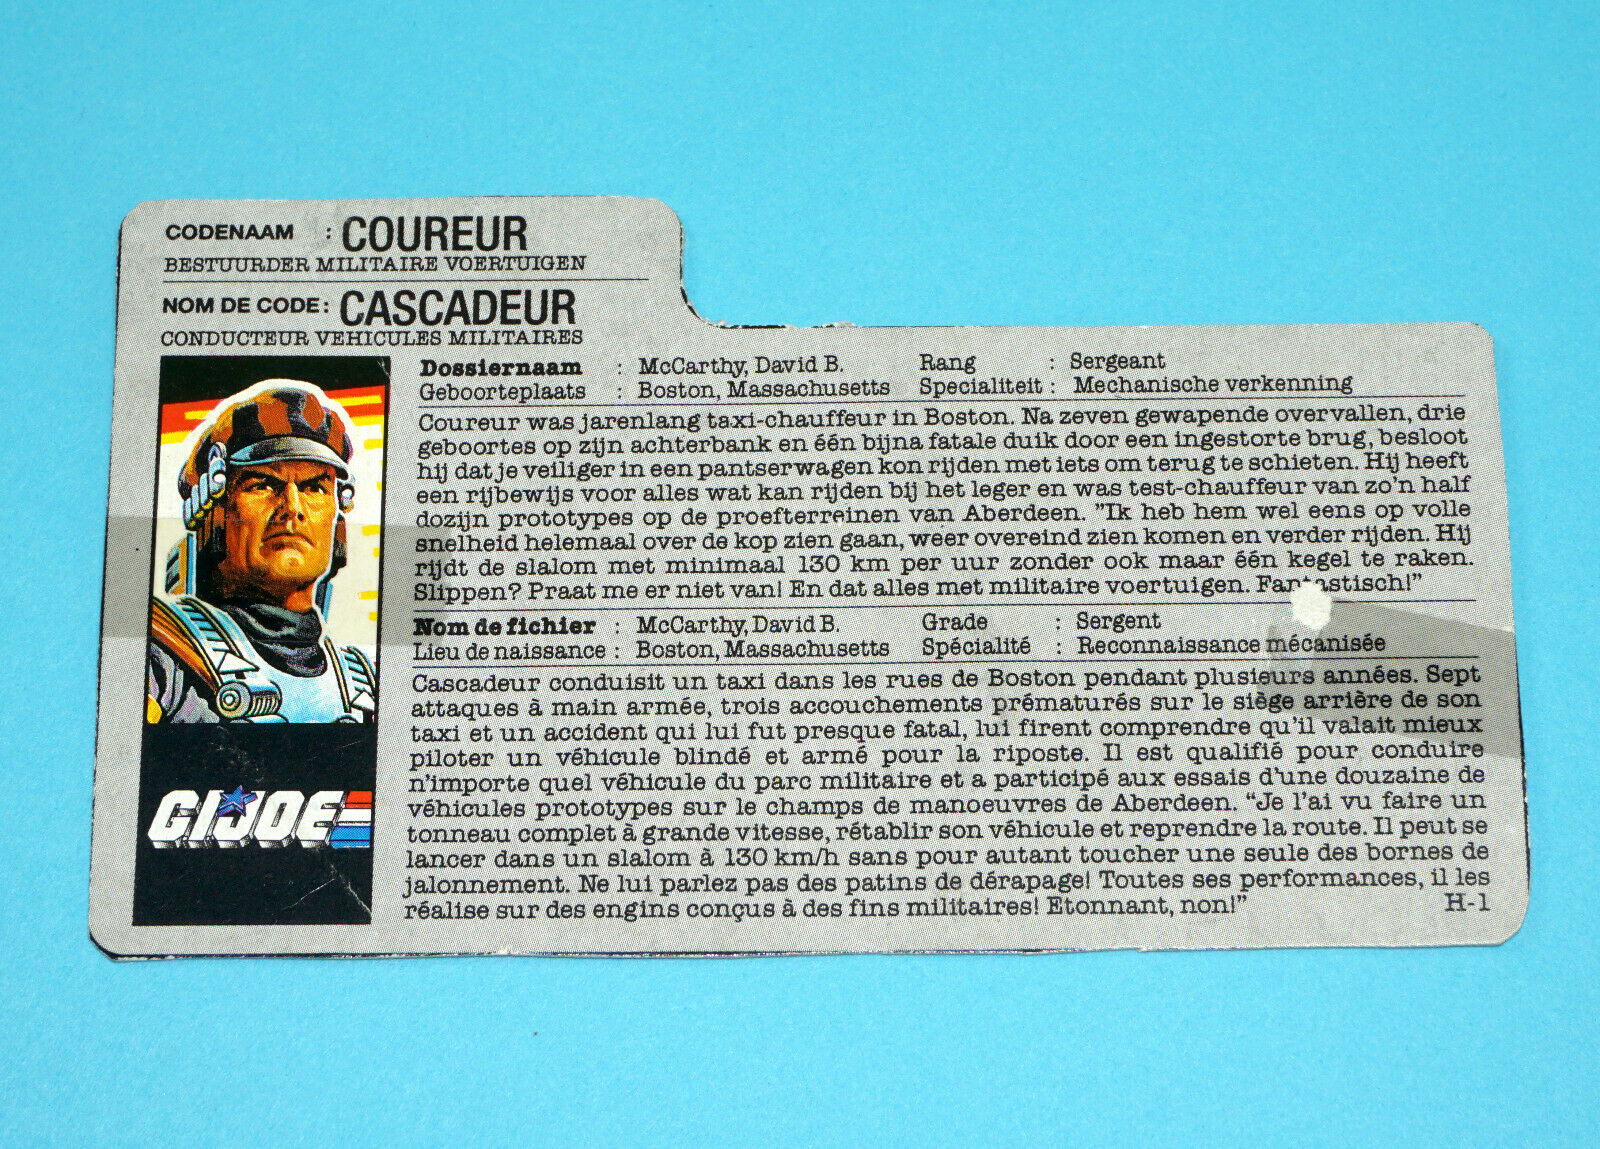 CODENAAM : COUREUR
BESTUURDER MILITAIRE VOERTUIGEN
NOM DE CODE: CASCADEUR
CONDUCTEUR VEHICULES MILITAIRES
Dossiernaam : McCarthy, David B. Rang : Sergeant
Geboorteplaats : Boston, Massachusetts Specialiteit : Mechanische verkenning
Coureur was jarenlang taxi-chauffeur in Boston. Na zeven gewapende overvallen, drie
geboortes op zijn achterbank en één bijna fatale duik door een ingestorte brug, besloot
hij dat je veiliger in een pantserwagen kon rijden met iets om terug te schieten. Hij heeft
een rijbewijs voor alles wat kan rijden bij het leger en was test-chauffeur van zo'n half
dozijn prototypes op de proefterreinen van Aberdeen. "Ik heb hem wel eens op volle
snelheid helemaal over de kop zien gaan, weer overeind zien komen en verder rijden. Hij
rijdt de slalom met minimaal 130 km per uur zonder ook maar één kegel te raken.
Slippen? Praat me er niet van! En dat alles met militaire voertuigen. Fantastisch!"
Nom de fichier : McCarthy, David B. Grade : Sergent
Lieu de naissance : Boston, Massachusetts Spécialité : Reconnaissance mécanisée
Cascadeur conduisit un taxi dans les rues de Boston pendant plusieurs années. Sept
attaques à main armée, trois accouchements prématurés sur le siège arrière de son
taxi et un accident qui lui fut presque fatal, lui firent comprendre qu'il valait mieux
piloter un véhicule blindé et armé pour la riposte. Il est qualifié pour conduire
n'importe quel véhicule du parc militaire et a participé aux essais d'une douzaine de
véhicules prototypes sur le champs de manoeuvres de Aberdeen. "Je l'ai vu faire un
tonneau complet à grande vitesse, rétablir son véhicule et reprendre la route. Il peut se
lancer dans un slalom à 130 km/h sans pour autant toucher une seule des bornes de
jalonnement. Ne lui parlez pas des patins de dérapage! Toutes ses performances, il les
réalise sur des engins conçus à des fins militaires! Etonnant, non!" H-1
GI JOE